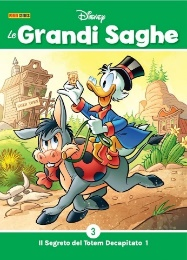 Disney
PANINI COMICS
Le Grandi Saghe
3
Il Segreto del Totem Decapitato 1